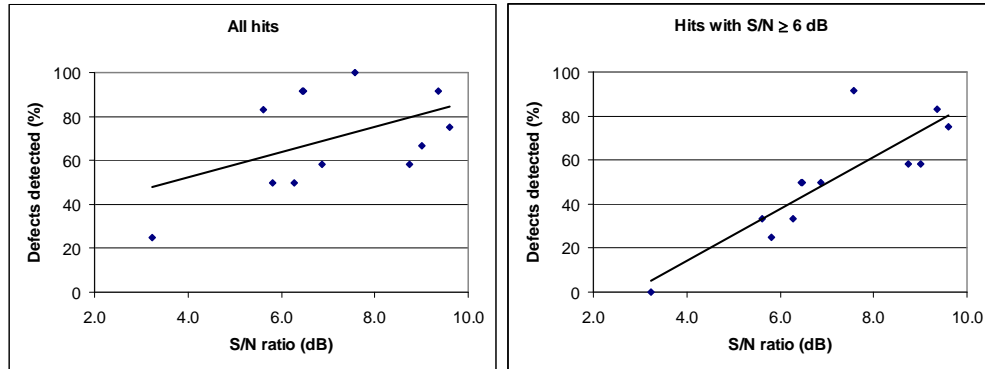 All hits
Defects detected (%)
100
80
60
40
20
0
2.0 4.0 6.0 8.0 10.0
S/N ratio (dB)
Hits with S/N ≥ 6 dB
Defects detected (%)
100
80
60
40
20
0
2.0 4.0 6.0 8.0 10.0
S/N ratio (dB)